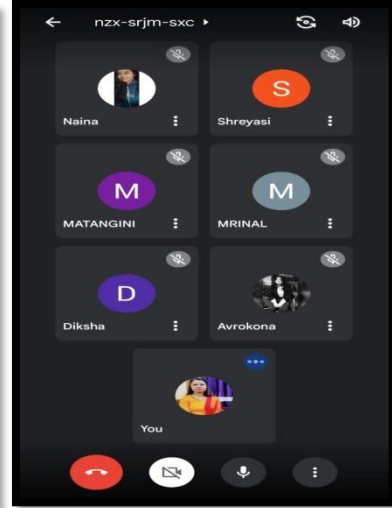 nzx-srjm-sxc
S
Naina Shreyasi
M M
MATANGINI MRINAL
D
Diksha Avrokona
You